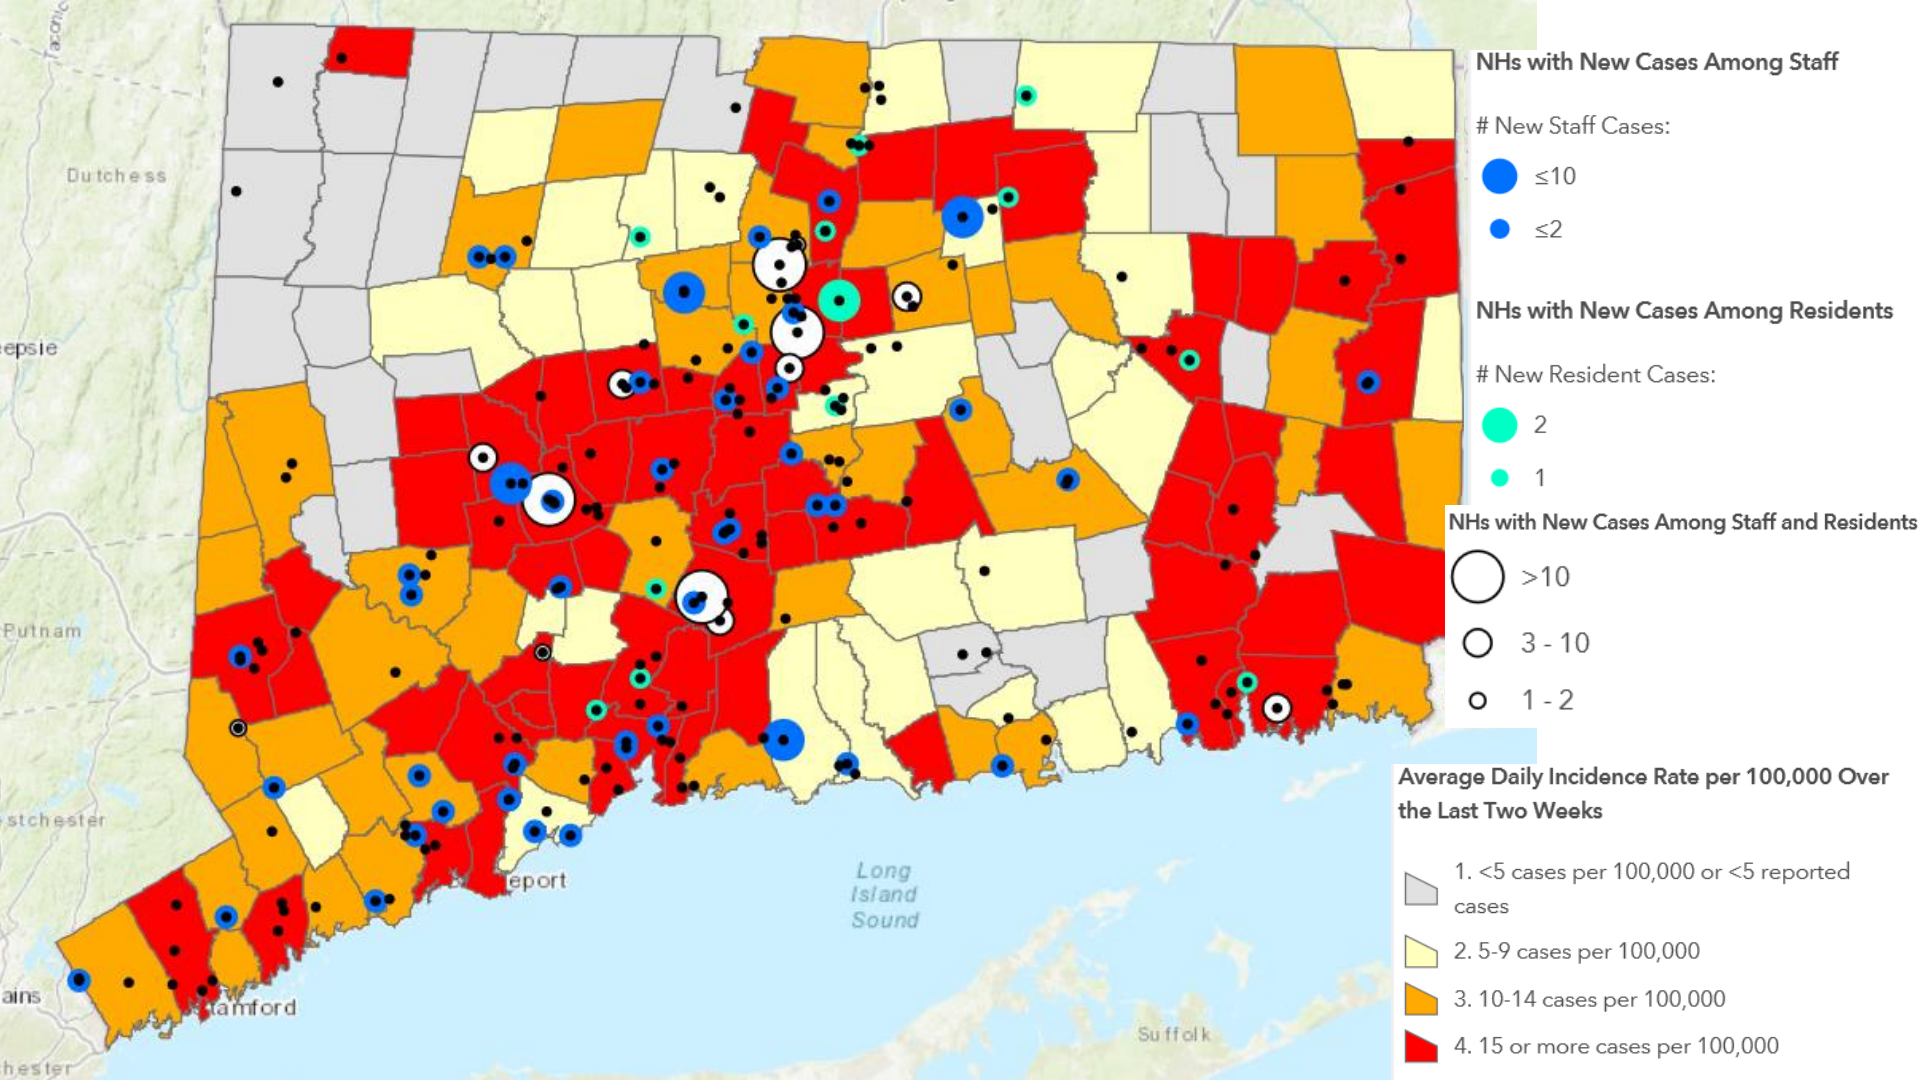 Taconic
Dutchess
eepsie
Putnam
stchester
ains
chester
eport
tamford
Long
Island
Sound
Suffolk
NHs with New Cases Among Staff
# New Staff Cases:
≤10
≤2
NHs with New Cases Among Residents
# New Resident Cases:
2
1
NHs with New Cases Among Staff and Residents
>10
3 - 10
1 - 2
Average Daily Incidence Rate per 100,000 Over
the Last Two Weeks
1. <5 cases per 100,000 or <5 reported
cases
2. 5-9 cases per 100,000
3. 10-14 cases per 100,000
4. 15 or more cases per 100,000